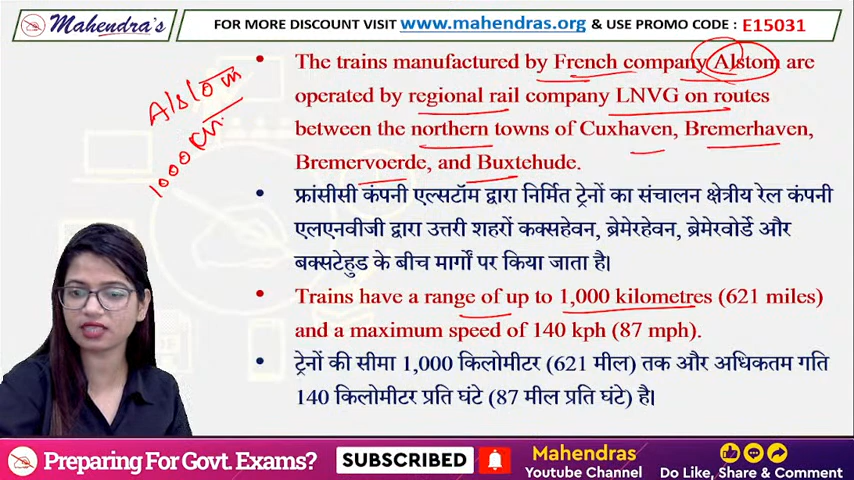 Mahendra's
FOR MORE DISCOUNT VISIT www.mahendras.org & USE PROMO CODE : E15031
• The trains manufactured by French company Alstom are
operated by regional rail company LNVG on routes
between the northern towns of Cuxhaven, Bremerhaven,
Bremervoerde, and Buxtehude.
Alstom
1000 km.
• फ्रांसीसी कंपनी एल्सटॉम द्वारा निर्मित ट्रेनों का संचालन क्षेत्रीय रेल कंपनी
एलएनवीजी द्वारा उत्तरी शहरों कक्सहेवन, ब्रेमेरहेवन, ब्रेमेरवोर्डे और
बक्सटेहुड के बीच मार्गों पर किया जाता है।
• Trains have a range of up to 1,000 kilometres (621 miles)
and a maximum speed of 140 kph (87 mph).
• ट्रेनों की सीमा 1,000 किलोमीटर (621 मील) तक और अधिकतम गति
140 किलोमीटर प्रति घंटे (87 मील प्रति घंटे) है।
Preparing For Govt. Exams? SUBSCRIBED Mahendras
Youtube Channel Do Like, Share & Comment